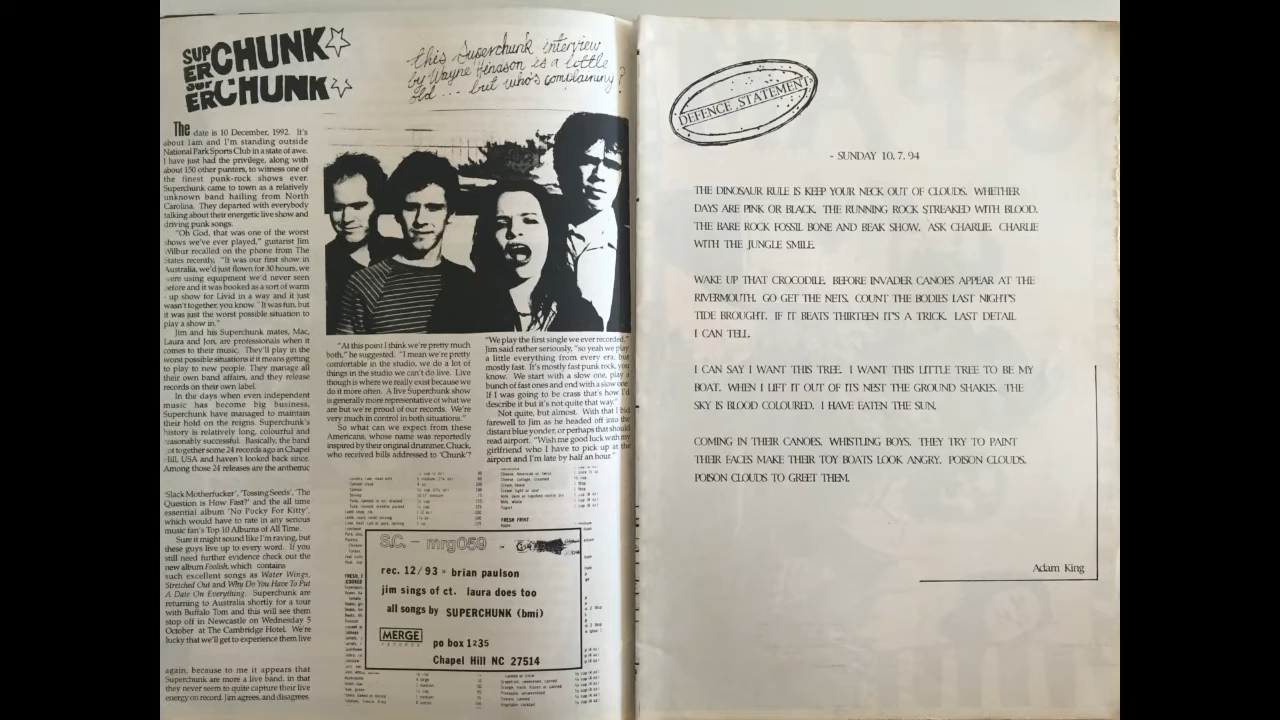 SUPERCHUNK
SUPERCHUNK
this Superchunk interview
by Wayne is a little
old... but who's complaining?
The date is 10 December, 1992. It's
about 1am and I'm standing outside
National Park Sports Club in a state of awe.
I have just had the privilege, along with
about 150 other punters, to witness one of
the finest punk-rock shows ever.
Superchunk came to town as a relatively
unknown band hailing from North
Carolina. They departed with everybody
talking about their energetic live show and
driving punk songs.
"Oh God, that was one of the worst
shows we've ever played," guitarist Jim
Wilbur recalled on the phone from The
States recently. "It was our first show in
Australia, we'd just flown for 30 hours, we
were using equipment we'd never seen
before and it was booked as a sort of warm
- up show for Livid in a way and it just
wasn't together, you know. "It was fun, but
it was just the worst possible situation to
play a show in."
Jim and his Superchunk mates, Mac,
Laura and Jon, are professionals when it
comes to their music. They'll play in the
worst possible situations if it means getting
to play to new people. They manage all
their own band affairs, and they release
records on their own label.
In the days when even independent
music has become big business,
Superchunk have managed to maintain
their hold on the reigns. Superchunk's
history is relatively long, colourful and
reasonably successful. Basically, the band
got together some 24 records ago in Chapel
Hill, USA and haven't looked back since.
Among those 24 releases are the anthemic
'Slack Motherfucker', 'Tossing Seeds', 'The
Question is How Fast?' and the all time
essential album 'No Pocky For Kitty',
which would have to rate in any serious
music fan's Top 10 Albums of All Time.
Sure it might sound like I'm raving, but
these guys live up to every word. If you
still need further evidence check out the
new album Foolish, which contains
such excellent songs as Water Wings,
Stretched Out and Why Do You Have To Put
A Date On Everything. Superchunk are
returning to Australia shortly for a tour
with Buffalo Tom and this will see them
stop off in Newcastle on Wednesday 5
October at The Cambridge Hotel. We're
lucky that we'll get to experience them live
again, because to me it appears that
Superchunk are more a live band, in that
they never seem to quite capture their live
energy on record. Jim agrees, and disagrees.
"At this point I think we're pretty much
both," he suggested. "I mean we're pretty
comfortable in the studio, we do a lot of
things in the studio we can't do live. Live
though is where we really exist because we
do it more often. A live Superchunk show
is generally more representative of what we
are but we're proud of our records. We're
very much in control in both situations."
So what can we expect from these
Americans, whose name was reportedly
inspired by their original drummer, Chuck,
who received bills addressed to 'Chunk'?
"We play the first single we ever recorded,"
Jim said rather seriously, "so yeah we play
a little everything from every era, but
mostly fast. It's mostly fast punk rock, you
know. We start with a slow one, play a
bunch of fast ones and end with a slow one
If I was going to be crass that's how I'd
describe it but it's not quite that way."
Not quite, but almost. With that I bid
farewell to Jim as he headed off into the
distant blue yonder, or perhaps that should
read airport. "Wish me good luck with my
girlfriend who I have to pick up at the
airport and I'm late by half an hour."
FRESH FRUIT
S.C. - mrg059 -
rec. 12/93 » brian paulson
jim sings of ct. laura does too
all songs by SUPERCHUNK (bmi)
MERGE
RECORDS
po box 1235
Chapel Hill NC 27514
DEFENCE STATEMENT
- SUNDAY 10. 7. 94
THE DINOSAUR RULE IS KEEP YOUR NECK OUT OF CLOUDS. WHETHER
DAYS ARE PINK OR BLACK. THE RUNNING ROCK STREAKED WITH BLOOD.
THE BARE ROCK FOSSIL BONE AND BEAK SHOW. ASK CHARLIE. CHARLIE
WITH THE JUNGLE SMILE.
WAKE UP THAT CROCODILE. BEFORE INVADER CANOES APPEAR AT THE
RIVERMOUTH. GO GET THE NETS. COUNT THE BODIES LAST NIGHT'S
TIDE BROUGHT. IF IT BEATS THIRTEEN IT'S A TRICK. LAST DETAIL
I CAN TELL.
I CAN SAY I WANT THIS TREE. I WANT THIS LITTLE TREE TO BE MY
BOAT. WHEN I LIFT IT OUT OF ITS NEST THE GROUND SHAKES. THE
SKY IS BLOOD COLOURED. I HAVE EATEN THE SUN.
COMING IN THEIR CANOES. WHISTLING BOYS. THEY TRY TO PAINT
THEIR FACES MAKE THEIR TOY BOATS LOOK ANGRY. POISON CLOUDS.
POISON CLOUDS TO GREET THEM.
Adam King